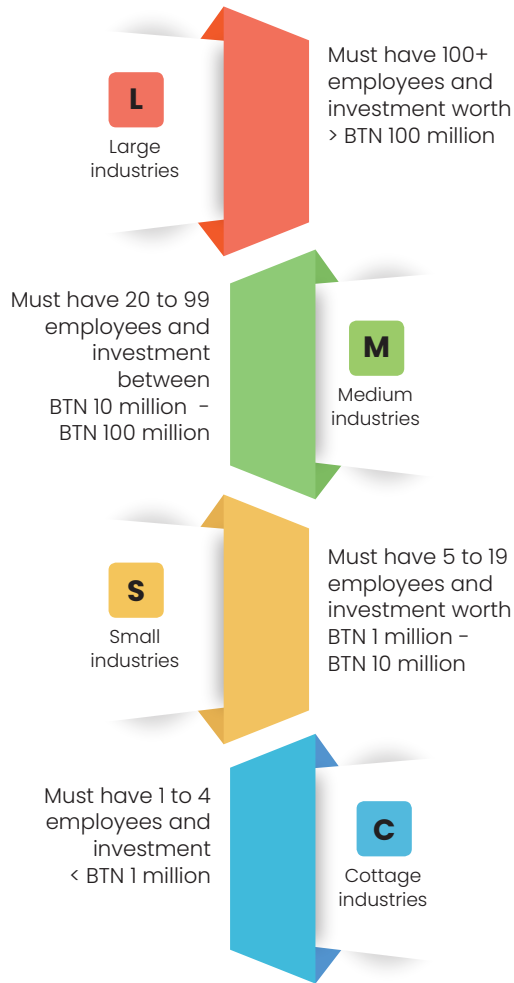 L
Large
industries
Must have 100+
employees and
investment worth
> BTN 100 million
Must have 20 to 99
employees and
investment
between
BTN 10 million -
BTN 100 million
M
Medium
industries
S
Small
industries
Must have 5 to 19
employees and
investment worth
BTN 1 million -
BTN 10 million
Must have 1 to 4
employees and
investment
< BTN 1 million
C
Cottage
industries